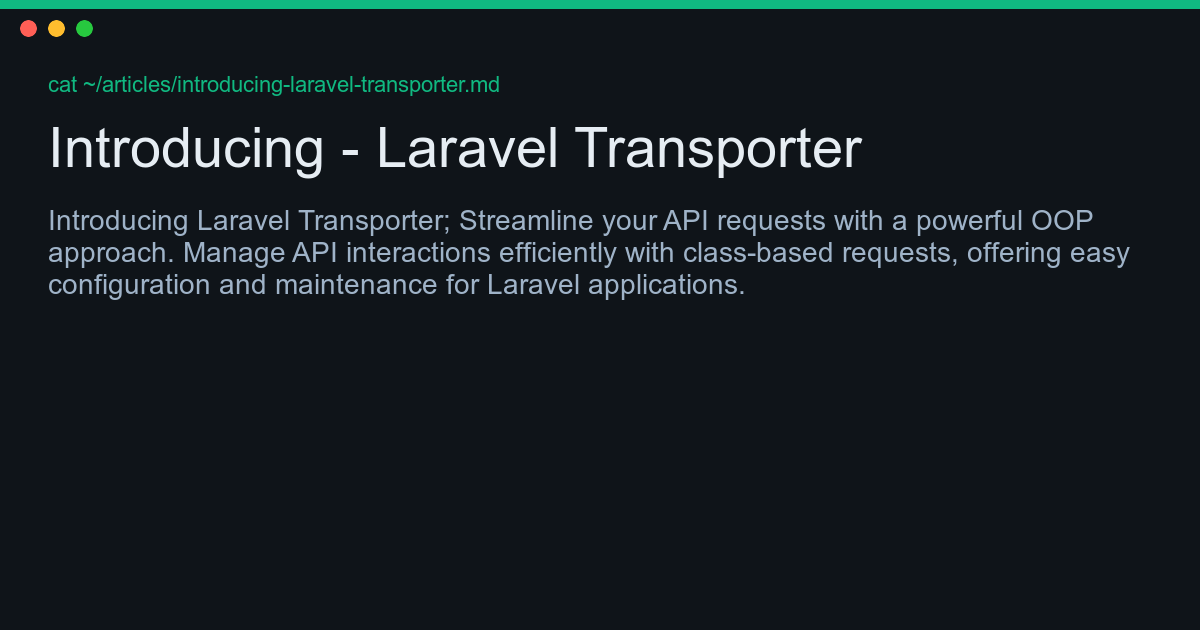 cat ~/articles/introducing-laravel-transporter.md
Introducing - Laravel Transporter
Introducing Laravel Transporter; Streamline your API requests with a powerful OOP
approach. Manage API interactions efficiently with class-based requests, offering easy
configuration and maintenance for Laravel applications.